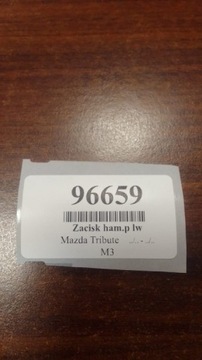 96659
Zacisk ham.p lw
Mazda Tribute
M3